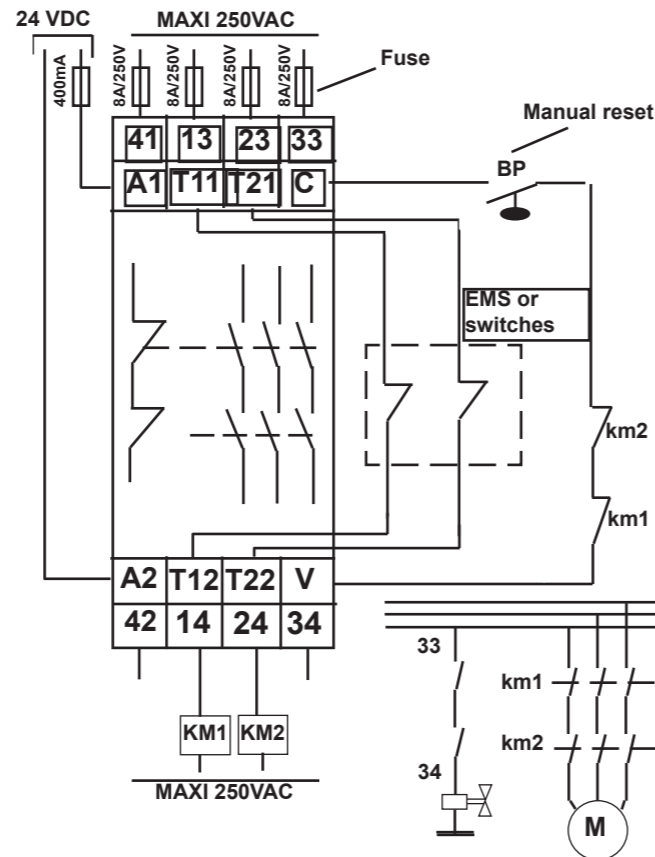 24 VDC
MAXI 250VAC
400mA
8A/250V
8A/250V
8A/250V
8A/250V
Fuse
Manual reset
41 13 23 33
A1 T11 T21 C
BP
EMS or
switches
km2
km1
A2 T12 T22 V
42 14 24 34
33
km1
KM1 KM2
km2
34
MAXI 250VAC
M